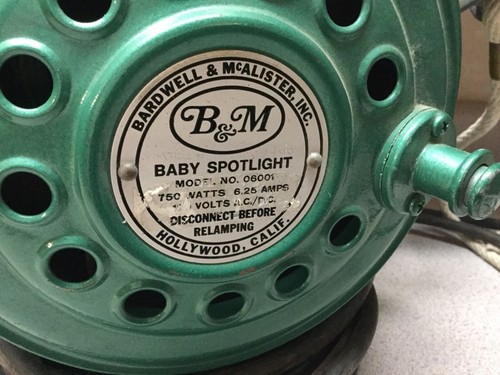 BARDWELL & McALISTER, INC.
B&M
BABY SPOTLIGHT
MODEL NO. 06001
750 WATTS 6.25 AMPS
VOLTS A.C./D.C.
DISCONNECT BEFORE
RELAMPING
HOLLYWOOD, CALIF.